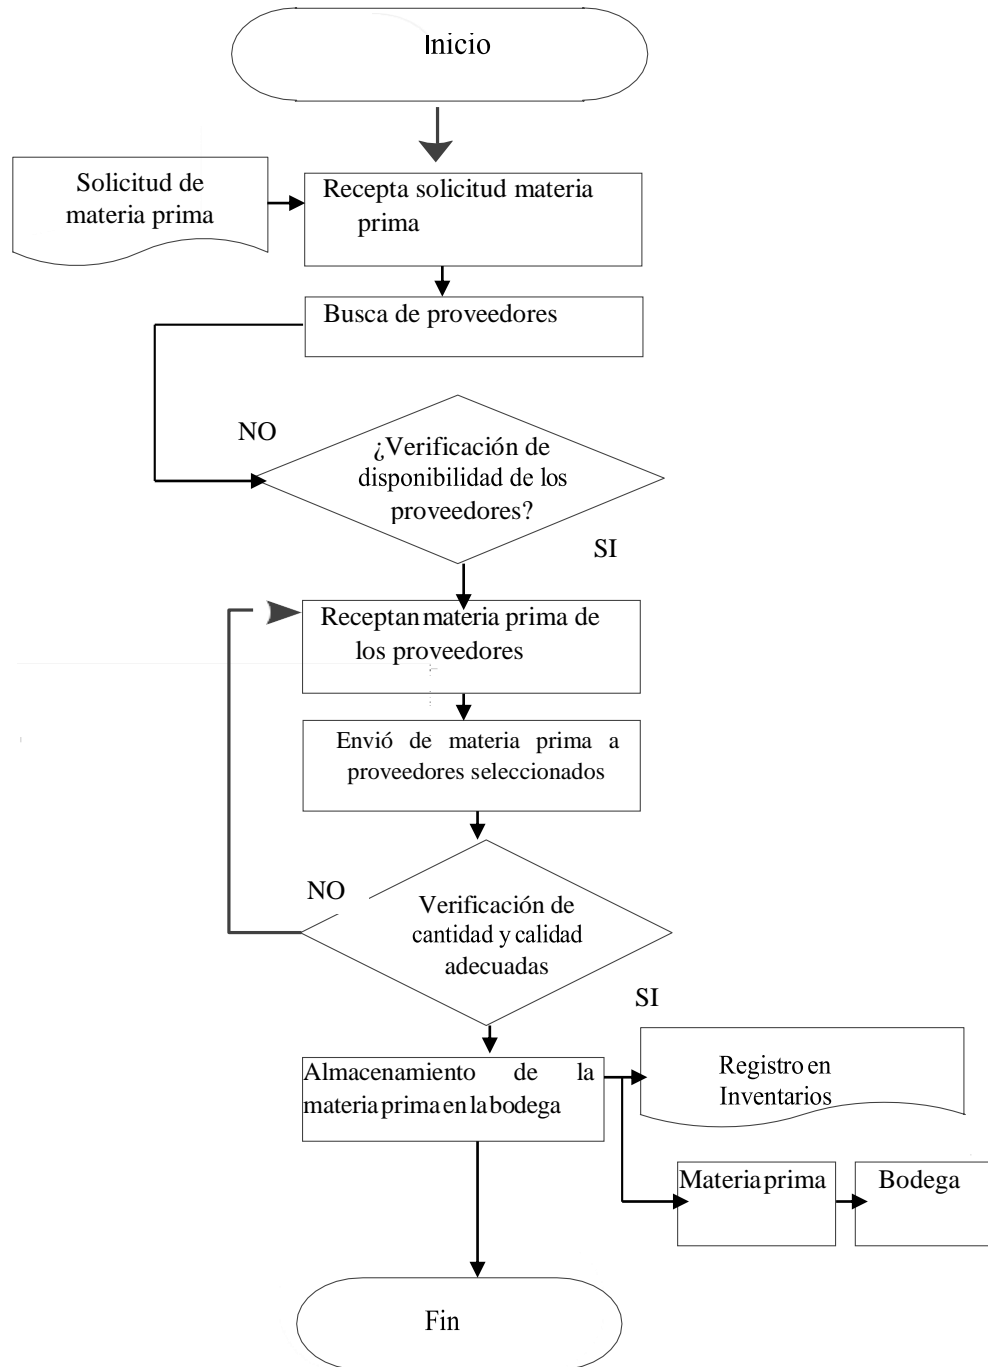 Inicio
Solicitud de
materia prima
Recepta solicitud materia
prima
Busca de proveedores
NO
¿Verificación de
disponibilidad de los
proveedores?
SI
Receptan materia prima de
los proveedores
Envió de materia prima a
proveedores seleccionados
NO
Verificación de
cantidad y calidad
adecuadas
SI
Almacenamiento de la
materia prima en la bodega
Registro en
Inventarios
Materia prima
Bodega
Fin